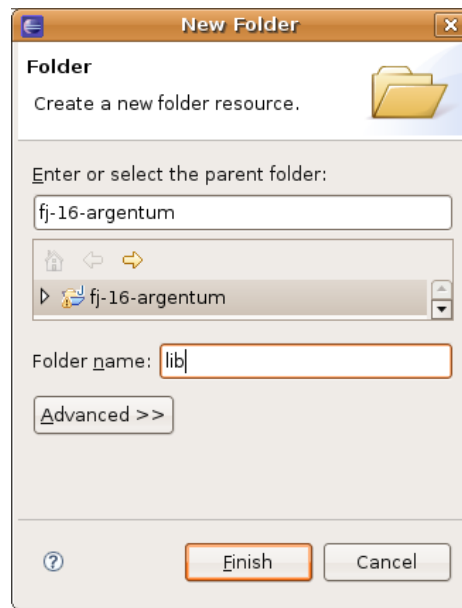 New Folder
Folder
Create a new folder resource.
Enter or select the parent folder:
fj-16-argentum
fj-16-argentum
Folder name: lib
Advanced >>
Finish Cancel